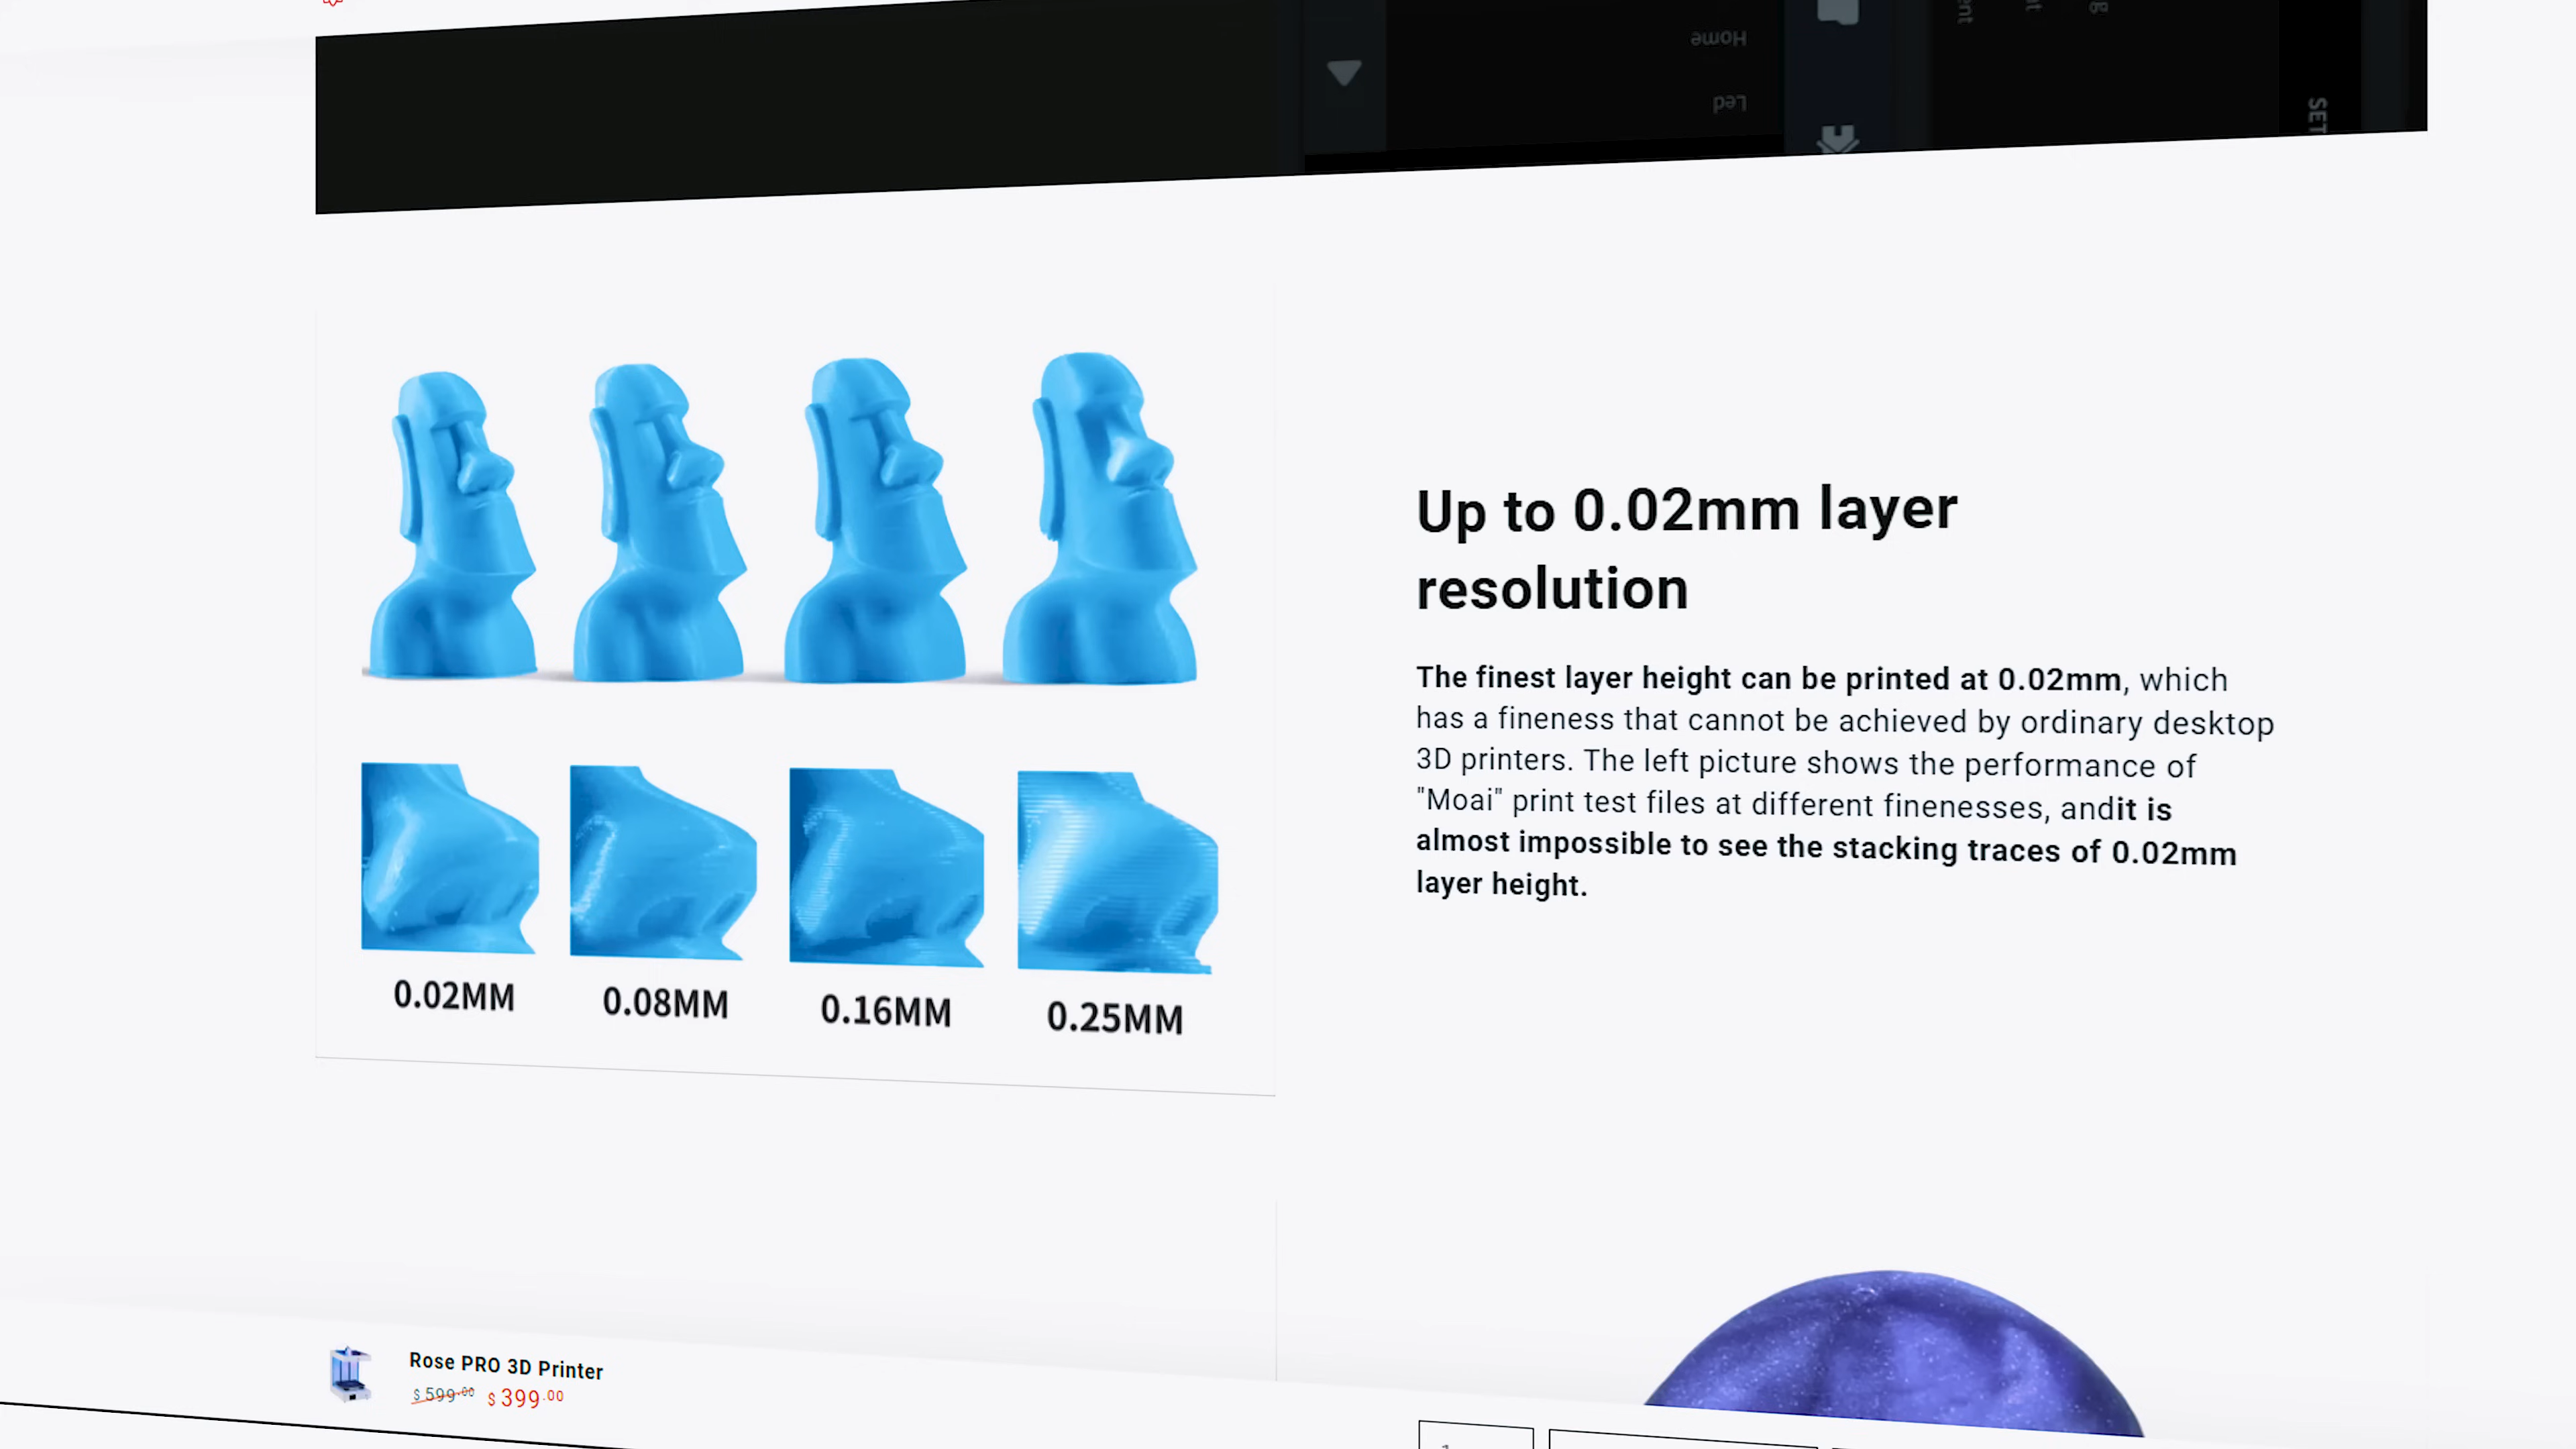 Home
Led
SET
Up to 0.02mm layer
resolution
The finest layer height can be printed at 0.02mm, which
has a fineness that cannot be achieved by ordinary desktop
3D printers. The left picture shows the performance of
"Moai" print test files at different finenesses, andit is
almost impossible to see the stacking traces of 0.02mm
layer height.
0.02MM 0.08MM 0.16MM 0.25MM
Rose PRO 3D Printer
$599.00 $399.00